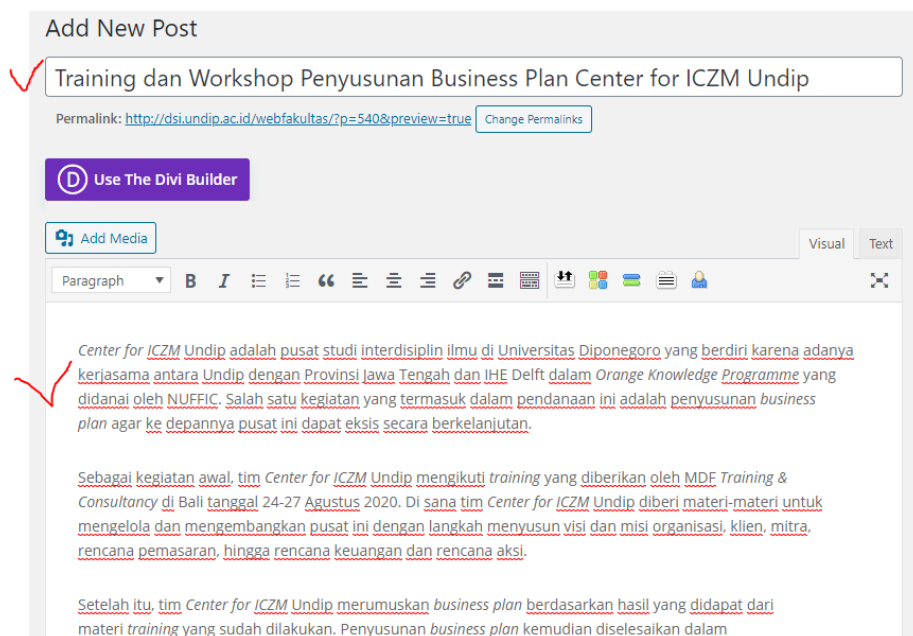 Add New Post
Training dan Workshop Penyusunan Business Plan Center for ICZM Undip
Permalink: http://dsi.undip.ac.id/webfakultas/?p=540&preview=true Change Permalinks
D Use The Divi Builder
Add Media
Visual Text
Paragraph B I
Center for ICZM Undip adalah pusat studi interdisiplin ilmu di Universitas Diponegoro yang berdiri karena adanya
kerjasama antara Undip dengan Provinsi Jawa Tengah dan IHE Delft dalam Orange Knowledge Programme yang
didanai oleh NUFFIC. Salah satu kegiatan yang termasuk dalam pendanaan ini adalah penyusunan business
plan agar ke depannya pusat ini dapat eksis secara berkelanjutan.
Sebagai kegiatan awal, tim Center for ICZM Undip mengikuti training yang diberikan oleh MDF Training &
Consultancy di Bali tanggal 24-27 Agustus 2020. Di sana tim Center for ICZM Undip diberi materi-materi untuk
mengelola dan mengembangkan pusat ini dengan langkah menyusun visi dan misi organisasi, klien, mitra,
rencana pemasaran, hingga rencana keuangan dan rencana aksi.
Setelah itu, tim Center for ICZM Undip merumuskan business plan berdasarkan hasil yang didapat dari
materi training yang sudah dilakukan. Penyusunan business plan kemudian diselesaikan dalam